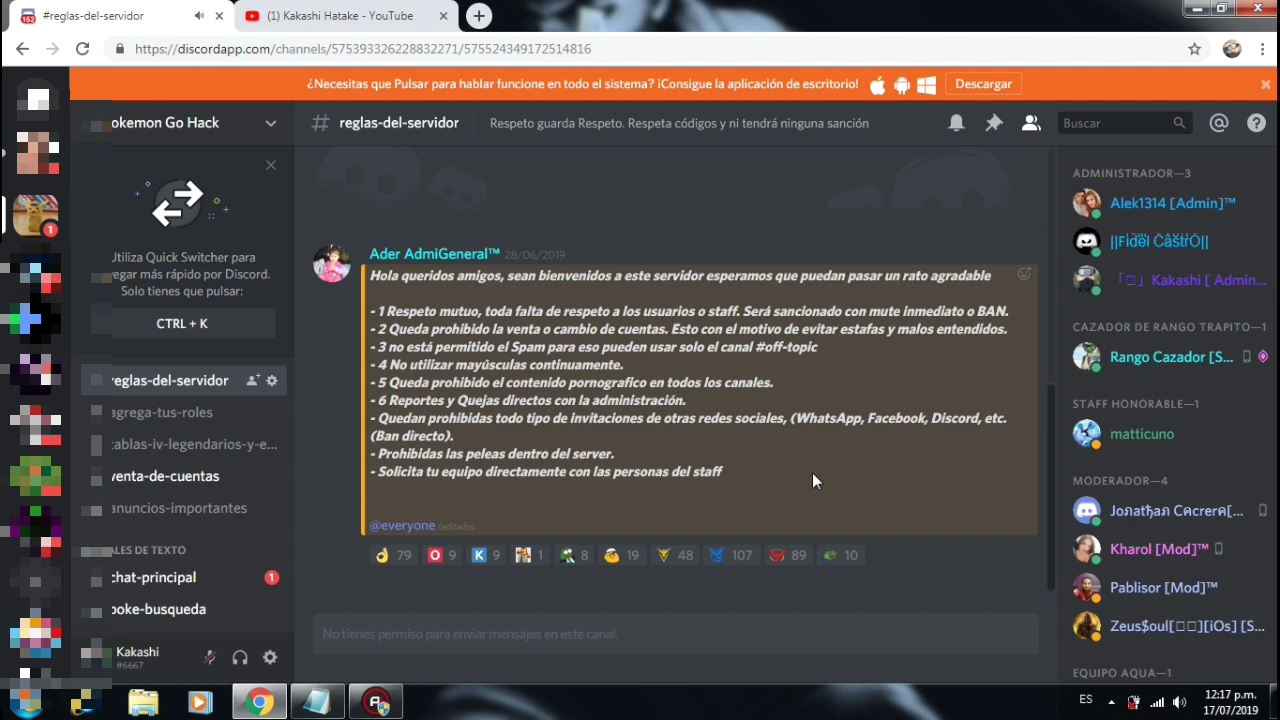 #reglas-del-servidor
(1) Kakashi Hatake - YouTube
https://discordapp.com/channels/575393326228832271/575524349172514816
¿Necesitas que Pulsar para hablar funcione en todo el sistema? ¡Consigue la aplicación de escritorio!
Descargar
okemon Go Hack
# reglas-del-servidor
Respeto guarda Respeto. Respeta códigos y ni tendrá ninguna sanción
Buscar
1
Utiliza Quick Switcher para
egar más rápido por Discord.
Solo tienes que pulsar:
CTRL + K
reglas-del-servidor
agrega-tus-roles
tablas-iv-legendarios-y-e...
venta-de-cuentas
anuncios-importantes
ALES DE TEXTO
chat-principal
1
poke-busqueda
Kakashi
#6667
Ader AdmiGeneral™ 28/06/2019
Hola queridos amigos, sean bienvenidos a este servidor esperamos que puedan pasar un rato agradable
- 1 Respeto mutuo, toda falta de respeto a los usuarios o staff. Será sancionado con mute inmediato o BAN.
- 2 Queda prohibido la venta o cambio de cuentas. Esto con el motivo de evitar estafas y malos entendidos.
- 3 no está permitido el Spam para eso pueden usar solo el canal #off-topic
- 4 No utilizar mayúsculas continuamente.
- 5 Queda prohibido el contenido pornografico en todos los canales.
- 6 Reportes y Quejas directos con la administración.
- Quedan prohibidas todo tipo de invitaciones de otras redes sociales, (WhatsApp, Facebook, Discord, etc.
(Ban directo).
- Prohibidas las peleas dentro del server.
- Solicita tu equipo directamente con las personas del staff
@everyone (editado)
79 O 9 K 9 1 8 19 48 107 89 10
No tienes permiso para enviar mensajes en este canal.
ADMINISTRADOR—3
Alek1314 [Admin]™
||Fidel CâštrÔ||
「」Kakashi [ Admin...
CAZADOR DE RANGO TRAPITO—1
Rango Cazador [S...
STAFF HONORABLE—1
matticuno
MODERADOR—4
Kharol [Mod]™
Pablisor [Mod]™
Zeus$oul[][iOs] [S...
EQUIPO AQUA—1
ES
12:17 p.m.
17/07/2019